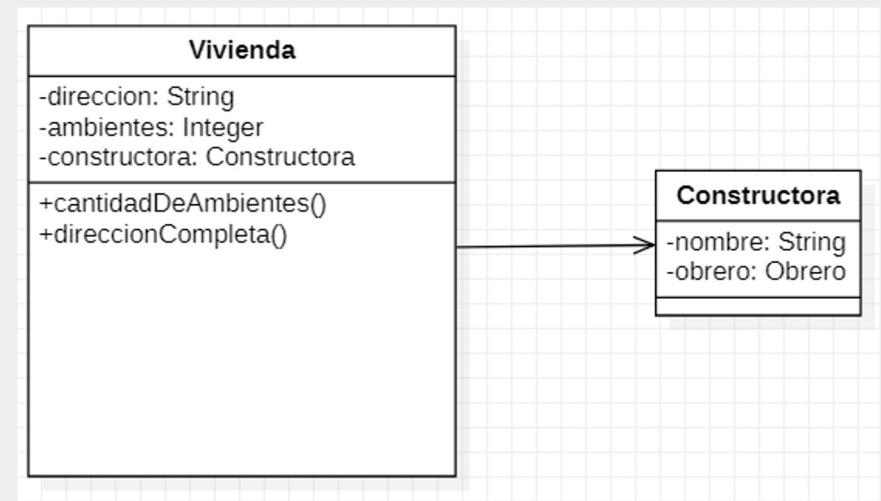 Vivienda
-direccion: String
-ambientes: Integer
-constructora: Constructora
+cantidadDeAmbientes()
+direccionCompleta()
Constructora
-nombre: String
-obrero: Obrero